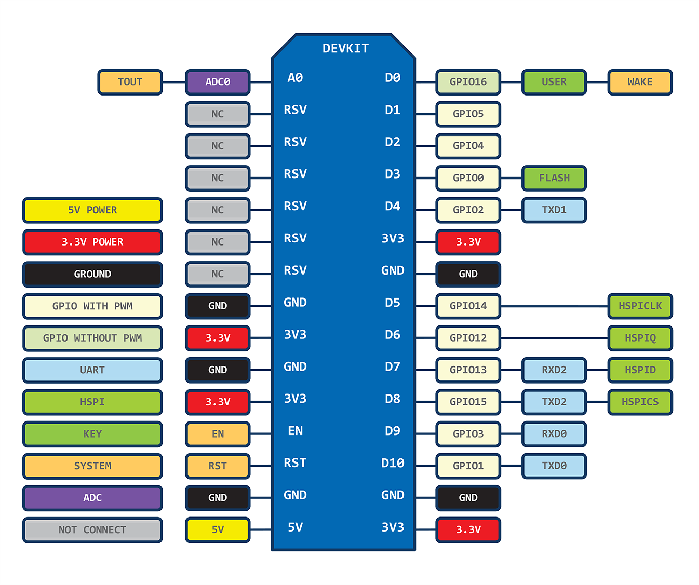 DEVKIT
TOUT ADC0 A0 D0 GPIO16 USER WAKE
NC RSV D1 GPIO5
NC RSV D2 GPIO4
NC RSV D3 GPIO0 FLASH
5V POWER NC RSV D4 GPIO2 TXD1
3.3V POWER NC RSV 3V3 3.3V
GROUND NC RSV GND GND
GPIO WITH PWM GND GND D5 GPIO14 HSPICLK
GPIO WITHOUT PWM 3.3V 3V3 D6 GPIO12 HSPIQ
UART GND GND D7 GPIO13 RXD2 HSPID
HSPI 3.3V 3V3 D8 GPIO15 TXD2 HSPICS
KEY EN EN D9 GPIO3 RXD0
SYSTEM RST RST D10 GPIO1 TXD0
ADC GND GND GND GND
NOT CONNECT 5V 5V 3V3 3.3V